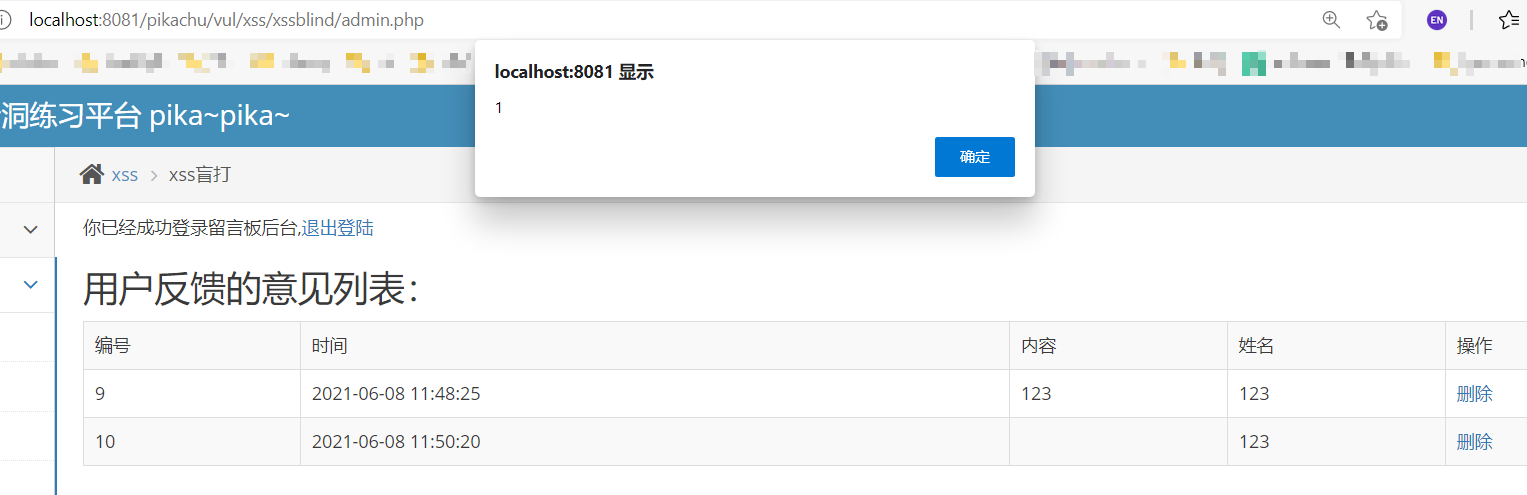 localhost:8081/pikachu/vul/xss/xssblind/admin.php
EN
localhost:8081 显示
1
确定
洞练习平台 pika~pika~
xss > xss盲打
你已经成功登录留言板后台,退出登陆
用户反馈的意见列表：
编号 时间 内容 姓名 操作
9 2021-06-08 11:48:25 123 123 删除
10 2021-06-08 11:50:20 123 删除